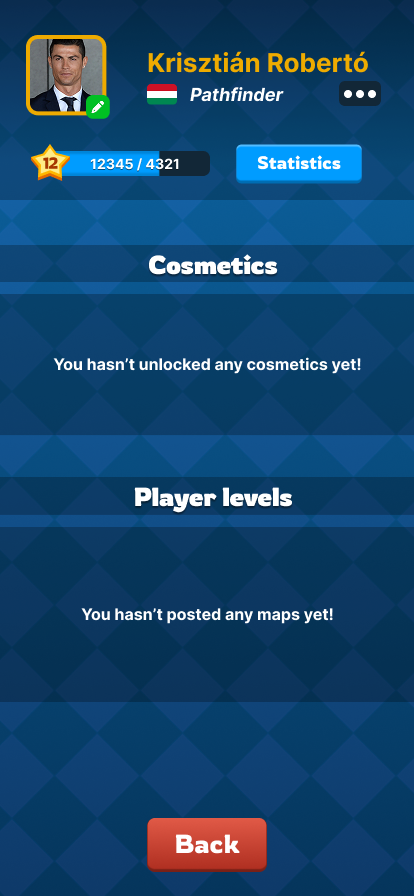 Krisztián Robertó
Pathfinder
12
12345 / 4321
Statistics
Cosmetics
You hasn’t unlocked any cosmetics yet!
Player levels
You hasn’t posted any maps yet!
Back